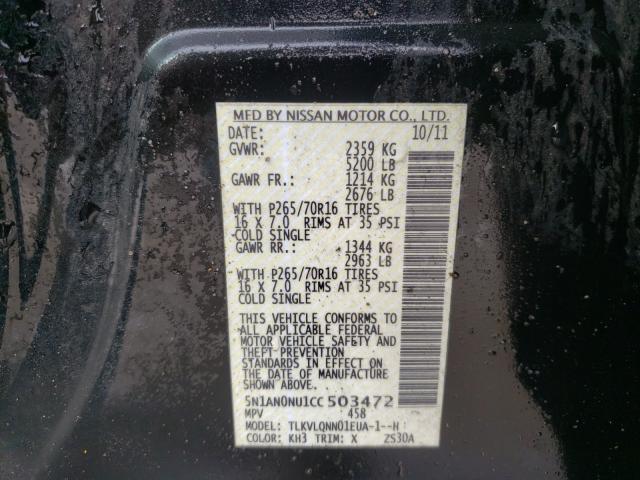 MFD BY NISSAN MOTOR CO., LTD.
DATE: 10/11
GVWR: 2359 KG
5200 LB
GAWR FR.: 1214 KG
2676 LB
WITH P265/70R16 TIRES
16 X 7.0 RIMS AT 35 PSI
COLD SINGLE
GAWR RR.: 1344 KG
2963 LB
WITH P265/70R16 TIRES
16 X 7.0 RIMS AT 35 PSI
COLD SINGLE
THIS VEHICLE CONFORMS TO
ALL APPLICABLE FEDERAL
MOTOR VEHICLE SAFETY AND
THEFT PREVENTION
STANDARDS IN EFFECT ON
THE DATE OF MANUFACTURE
SHOWN ABOVE.
5N1AN0NU1CC503472
MPV 458
MODEL: TLKVLQNN01EUA-1--H
COLOR: KH3 TRIM: X ZS30A